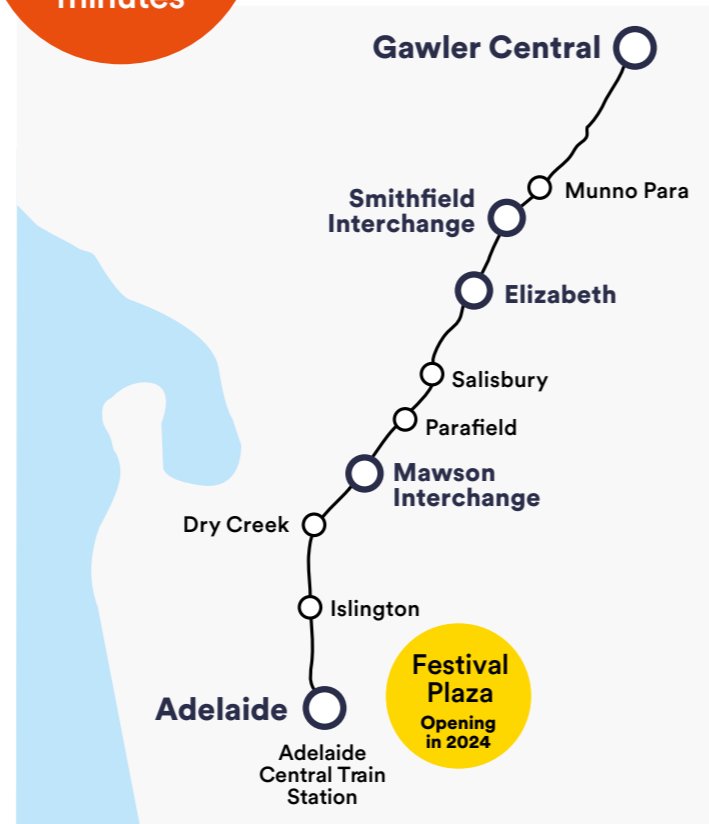 minutes
Gawler Central
Munno Para
Smithfield
Interchange
Elizabeth
Salisbury
Parafield
Mawson
Interchange
Dry Creek
Islington
Festival
Plaza
Opening
in 2024
Adelaide
Adelaide
Central Train
Station